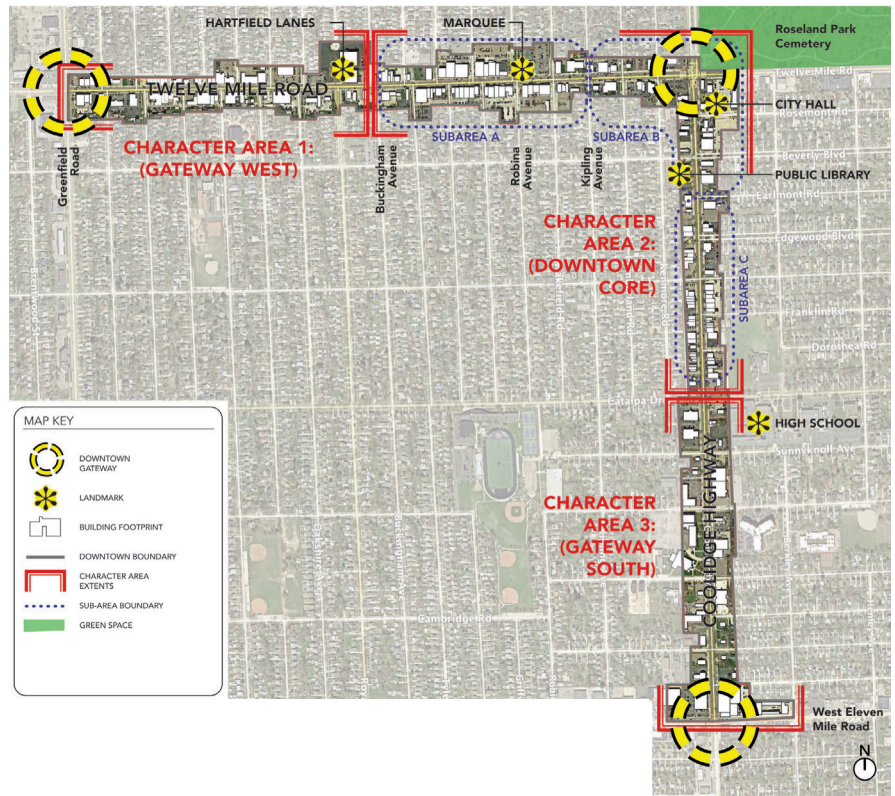 HARTFIELD LANES
MARQUEE
Roseland Park
Cemetery
Twelve Mile Rd
TWELVE MILE ROAD
CITY HALL
Rosemont Rd
CHARACTER AREA 1:
(GATEWAY WEST)
SUBAREA A
SUBAREA B
Greenfield
Road
Buckingham
Avenue
Robina
Avenue
Kipling
Avenue
Beverly Blvd
PUBLIC LIBRARY
Earlmont Rd
CHARACTER
AREA 2:
(DOWNTOWN
CORE)
Edgewood Blvd
SUBAREA C
Franklin Rd
Dorothea Rd
Catalpa Dr
HIGH SCHOOL
Sunnyknoll Ave
CHARACTER
AREA 3:
(GATEWAY
SOUTH)
COOLIDGE HIGHWAY
Cambridge Rd
MAP KEY
DOWNTOWN
GATEWAY
LANDMARK
BUILDING FOOTPRINT
DOWNTOWN BOUNDARY
CHARACTER AREA
EXTENTS
SUB-AREA BOUNDARY
GREEN SPACE
West Eleven
Mile Road
N